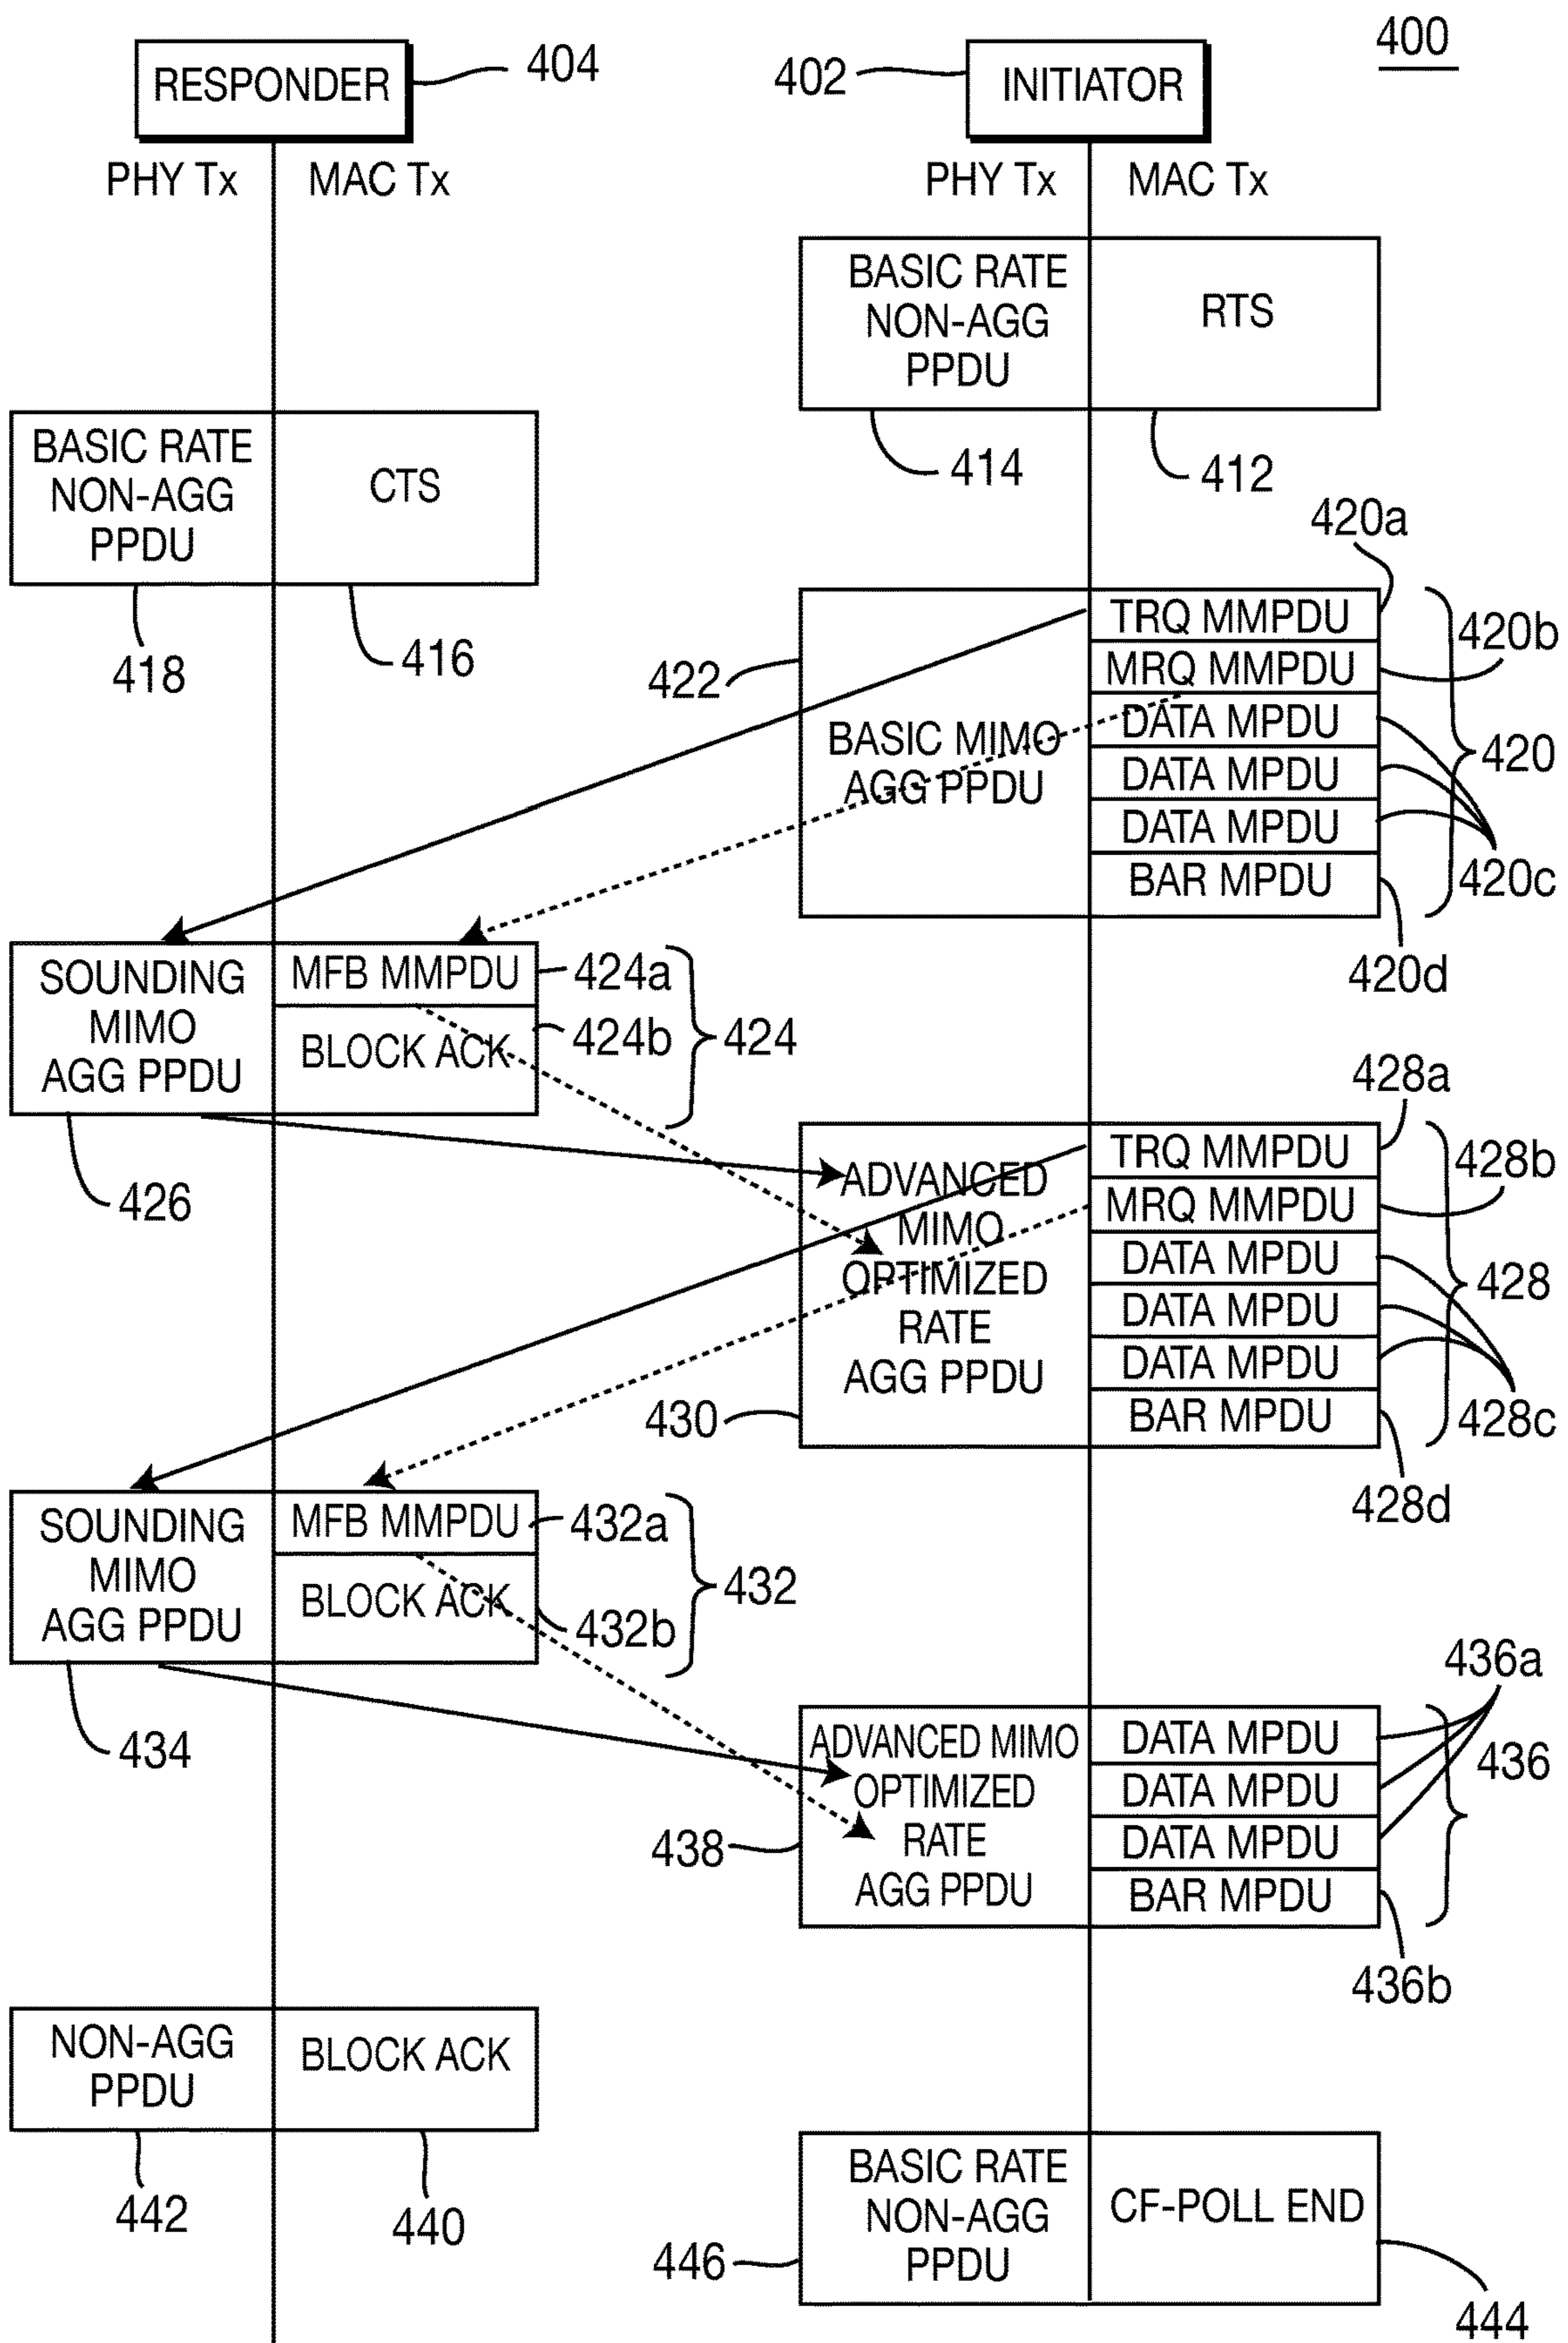 400
RESPONDER
404
402
INITIATOR
PHY Tx
MAC Tx
PHY Tx
MAC Tx
BASIC RATE
NON-AGG
PPDU
RTS
414
412
BASIC RATE
NON-AGG
PPDU
CTS
418
416
420a
TRQ MMPDU
420b
MRQ MMPDU
422
DATA MPDU
BASIC MIMO
AGG PPDU
DATA MPDU
420
DATA MPDU
BAR MPDU
420c
420d
SOUNDING
MIMO
AGG PPDU
MFB MMPDU
424a
BLOCK ACK
424b
424
426
428a
TRQ MMPDU
428b
MRQ MMPDU
ADVANCED
MIMO
OPTIMIZED
RATE
AGG PPDU
DATA MPDU
DATA MPDU
428
DATA MPDU
BAR MPDU
428c
430
428d
SOUNDING
MIMO
AGG PPDU
MFB MMPDU
432a
BLOCK ACK
432b
432
434
436a
ADVANCED MIMO
OPTIMIZED
RATE
AGG PPDU
DATA MPDU
DATA MPDU
DATA MPDU
BAR MPDU
436
438
436b
NON-AGG
PPDU
BLOCK ACK
442
440
BASIC RATE
NON-AGG
PPDU
CF-POLL END
446
444